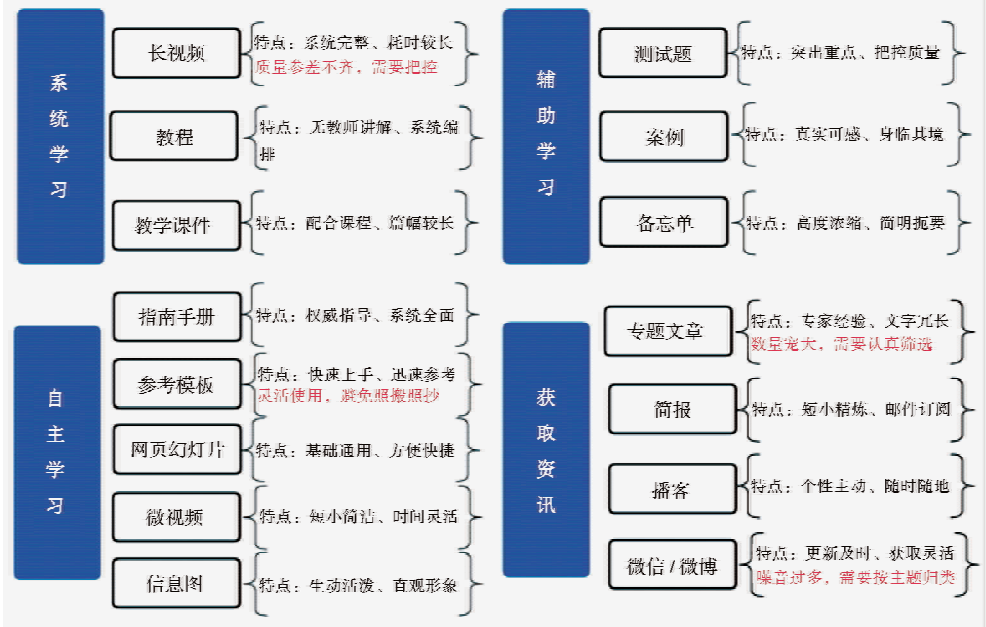 系统学习
长视频
特点：系统完整、耗时较长
质量参差不齐，需要把控
教程
特点：无教师讲解、系统编
排
教学课件
特点：配合课程、篇幅较长
辅助学习
测试题
特点：突出重点、把控质量
案例
特点：真实可感、身临其境
备忘单
特点：高度浓缩、简明扼要
自主学习
指南手册
特点：权威指导、系统全面
参考模板
特点：快速上手、迅速参考
灵活使用，避免照搬照抄
网页幻灯片
特点：基础通用、方便快捷
微视频
特点：短小简洁、时间灵活
信息图
特点：生动活泼、直观形象
获取资讯
专题文章
特点：专家经验、文字冗长
数量宠大，需要认真筛选
简报
特点：短小精炼、邮件订阅
播客
特点：个性主动、随时随地
微信 / 微博
特点：更新及时、获取灵活
噪音过多，需要按主题归类